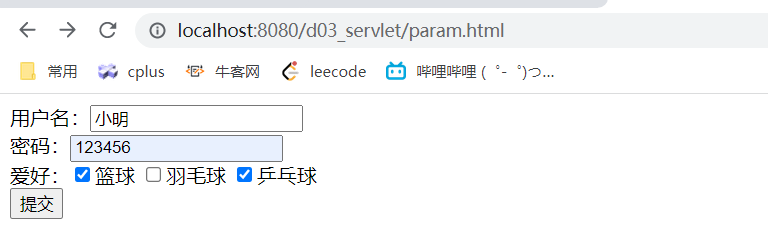 localhost:8080/d03_servlet/param.html
常用 cplus 牛客网 leecode 哔哩哔哩 ( ゜- ゜)つ...
用户名：小明
密码：123456
爱好： 篮球 羽毛球 乒乓球
提交